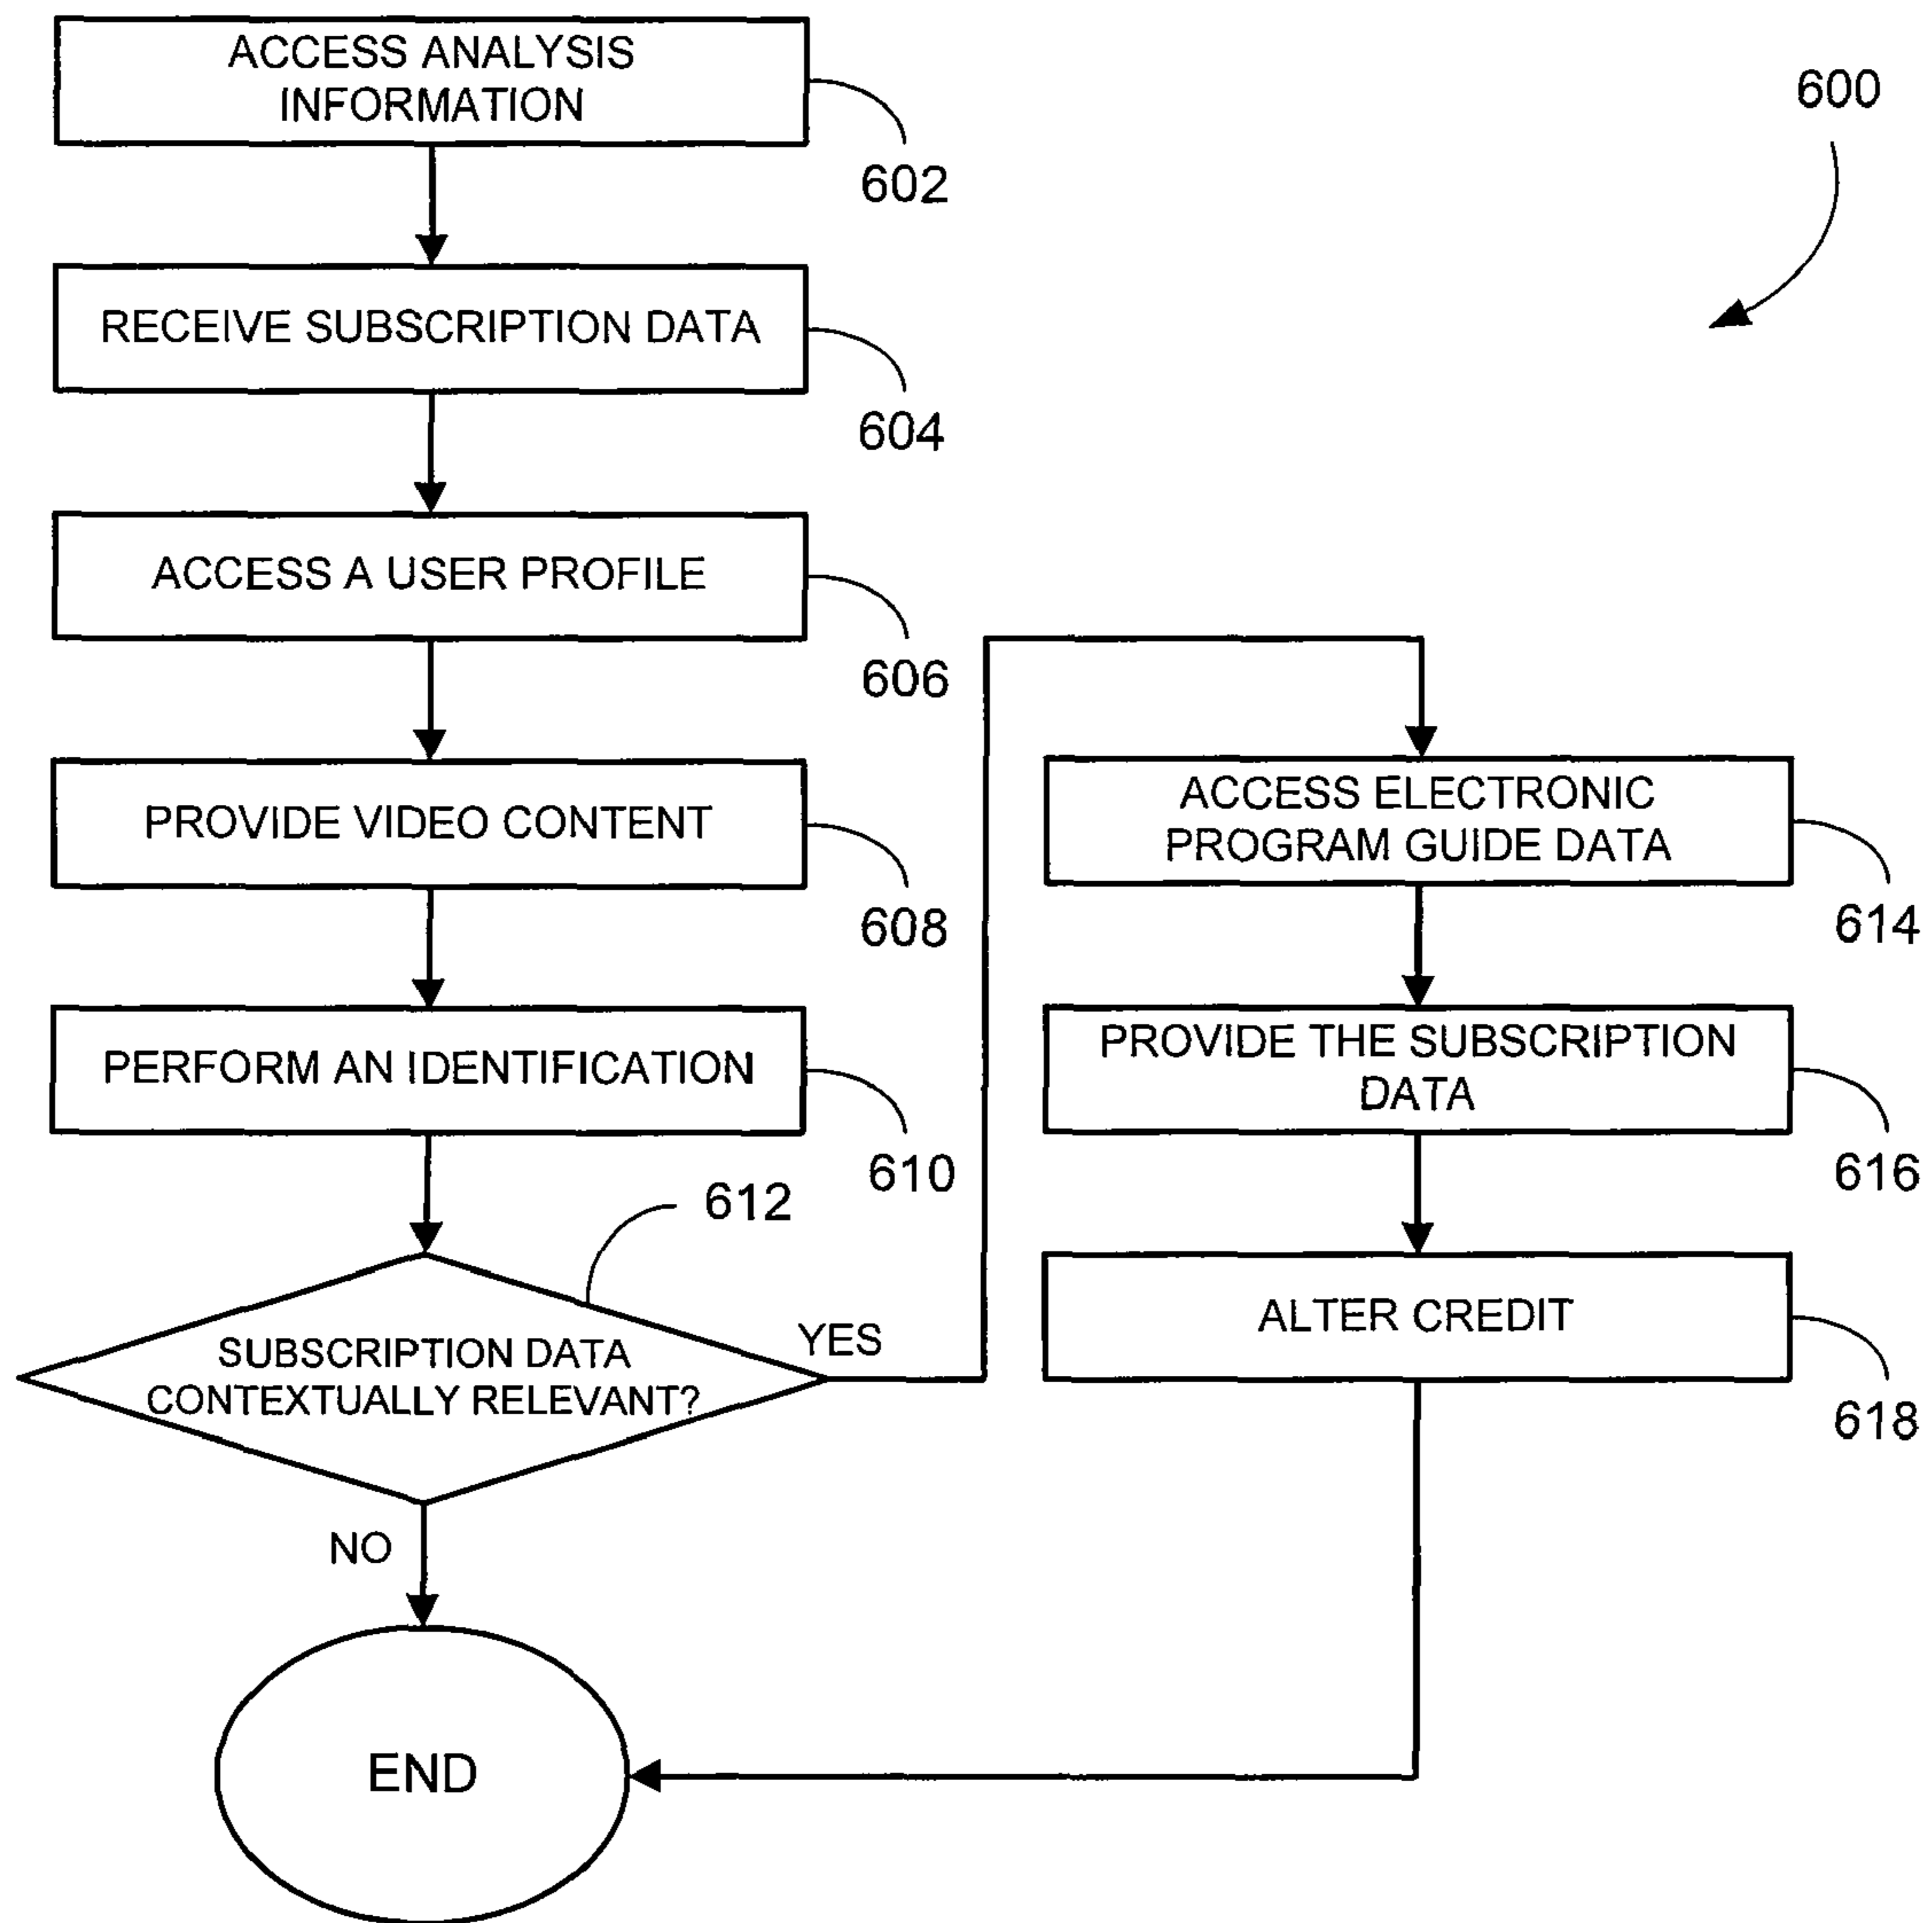 ACCESS ANALYSIS
INFORMATION
602
600
RECEIVE SUBSCRIPTION DATA
604
ACCESS A USER PROFILE
606
PROVIDE VIDEO CONTENT
608
PERFORM AN IDENTIFICATION
610
612
SUBSCRIPTION DATA
CONTEXTUALLY RELEVANT?
YES
NO
ACCESS ELECTRONIC
PROGRAM GUIDE DATA
614
PROVIDE THE SUBSCRIPTION
DATA
616
ALTER CREDIT
618
END